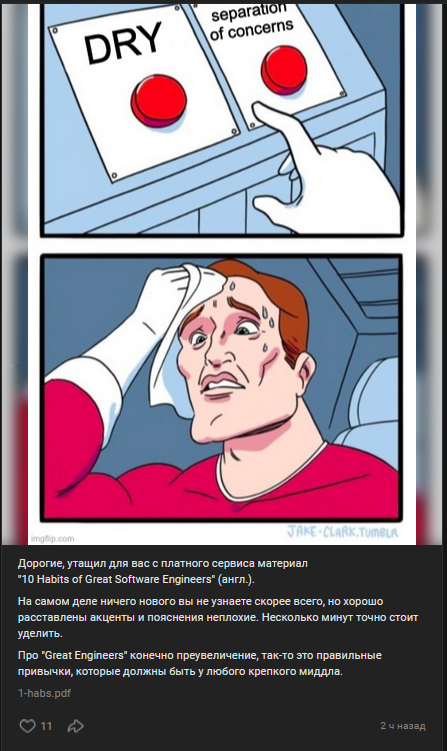 DRY
separation
of concerns
imgflip.com
JAKE-CLARK.TUMBLR
Дорогие, утащил для вас с платного сервиса материал
"10 Habits of Great Software Engineers" (англ.).
На самом деле ничего нового вы не узнаете скорее всего, но хорошо
расставлены акценты и пояснения неплохие. Несколько минут точно стоит
уделить.
Про "Great Engineers" конечно преувеличение, так-то это правильные
привычки, которые должны быть у любого крепкого миддла.
1-habs.pdf
11
2 ч назад